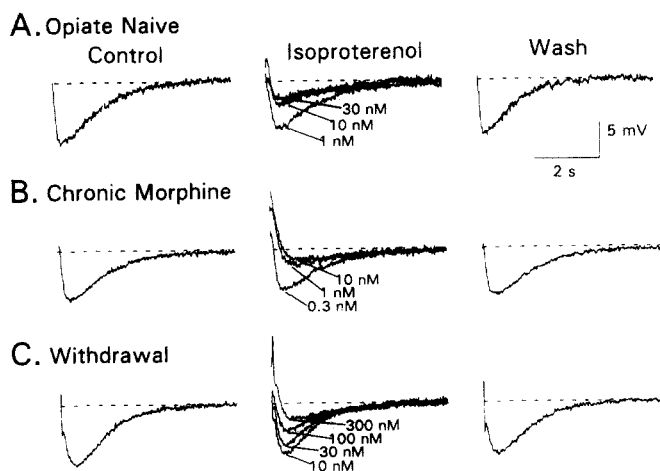 A. Opiate Naive
Control
Isoproterenol
Wash
30 nM
10 nM
1 nM
5 mV
2 s
B. Chronic Morphine
10 nM
1 nM
0.3 nM
C. Withdrawal
300 nM
100 nM
30 nM
10 nM